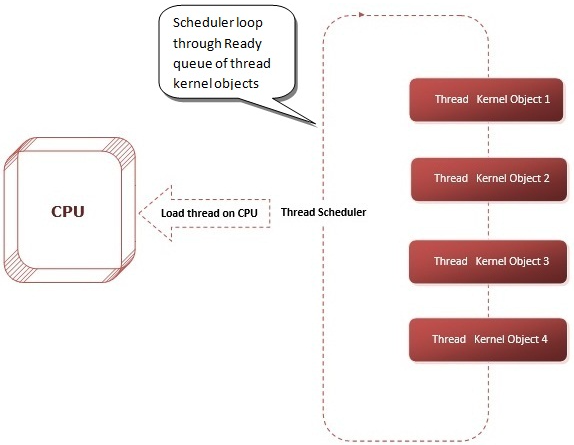 Scheduler loop
through Ready
queue of thread
kernel objects
Thread Kernel Object 1
Thread Kernel Object 2
CPU
Load thread on CPU
Thread Scheduler
Thread Kernel Object 3
Thread Kernel Object 4